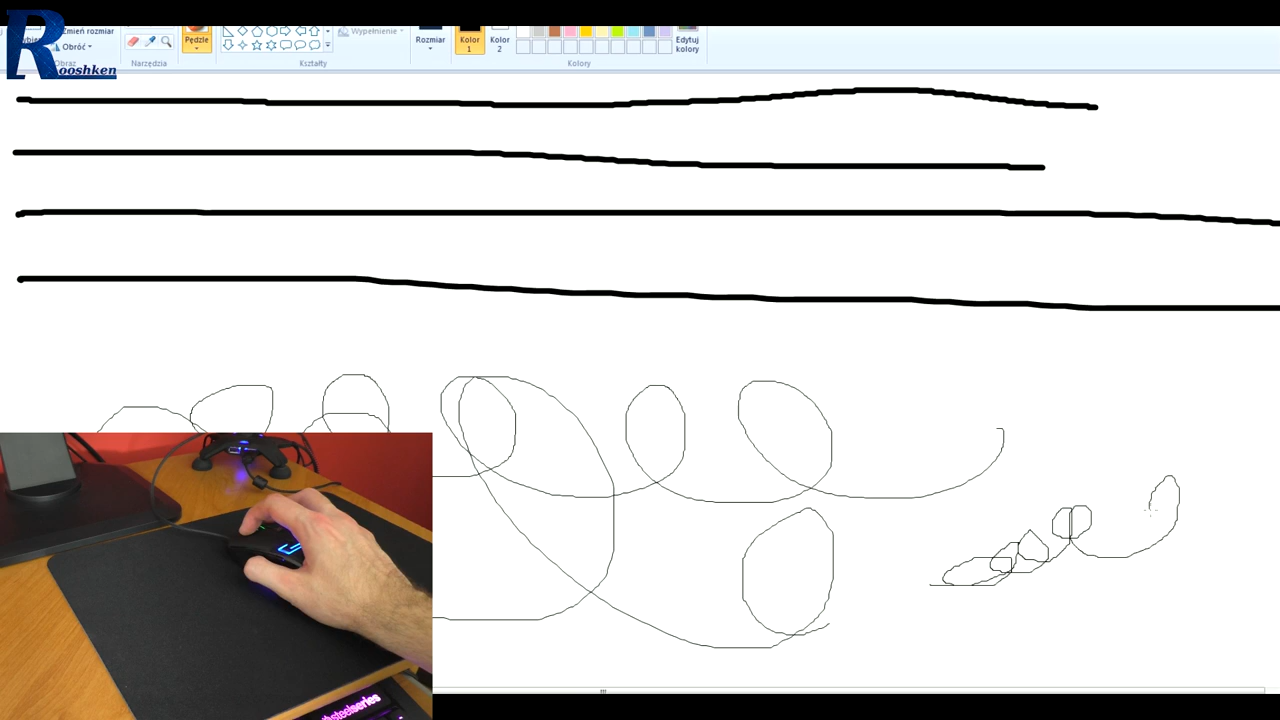 Rooshken
Zmień rozmiar
Obróć
Obraz
Narzędzia
Pędzle
Wypełnienie
Kształty
Rozmiar
Kolor 1
Kolor 2
Edytuj kolory
Kolory
steelseries